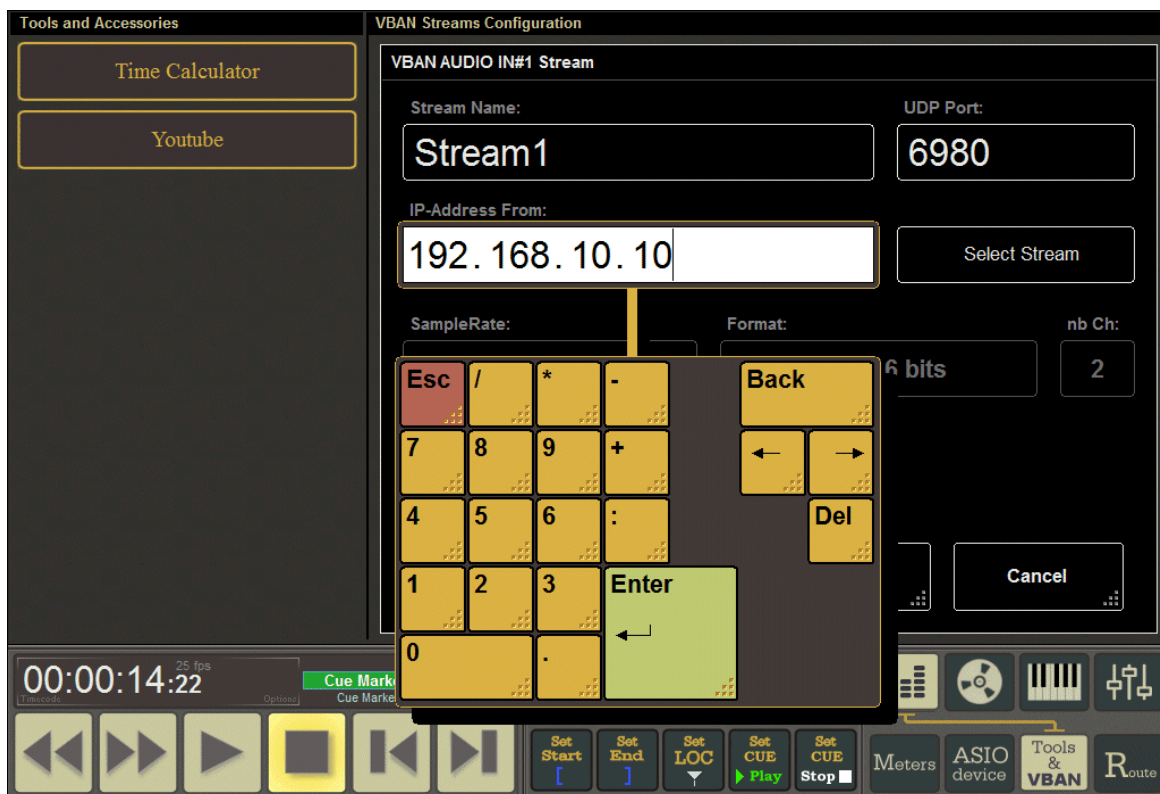 Tools and Accessories
VBAN Streams Configuration
Time Calculator
Youtube
VBAN AUDIO IN#1 Stream
Stream Name:
UDP Port:
Stream1
6980
IP-Address From:
192.168.10.10
Select Stream
SampleRate:
Format:
nb Ch:
6 bits
2
Esc / * - Back
7 8 9 + ← →
4 5 6 : Del
1 2 3 Enter
0 .
Cancel
00:00:14:22
25 fps
Timecode
Options
Cue Mark
Cue Marke
Set Start [
Set End ]
Set LOC
Set CUE Play
Set CUE Stop
Meters
ASIO device
Tools & VBAN
Route